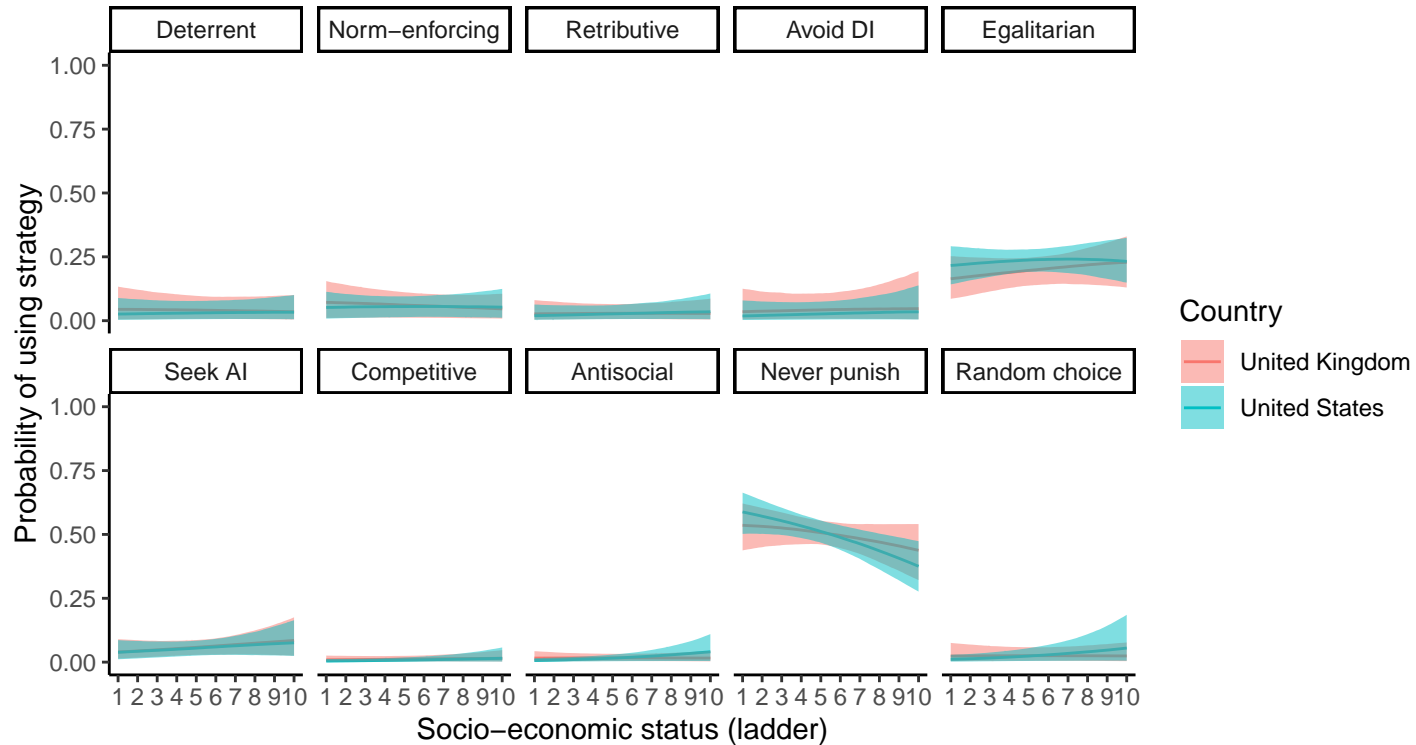 Deterrent Norm−enforcing Retributive Avoid DI Egalitarian
1.00
0.75
0.50
0.25
0.00
Seek AI Competitive Antisocial Never punish Random choice
1.00
0.75
0.50
0.25
0.00
1 2 3 4 5 6 7 8 910 1 2 3 4 5 6 7 8 910 1 2 3 4 5 6 7 8 910 1 2 3 4 5 6 7 8 910 1 2 3 4 5 6 7 8 910
Socio−economic status (ladder)
Probability of using strategy
Country
United Kingdom
United States